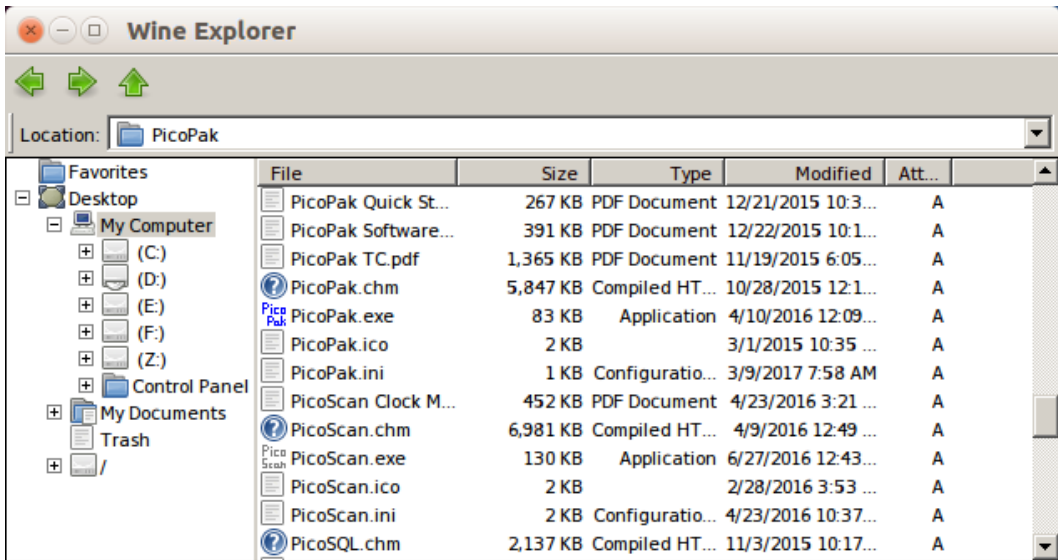 Wine Explorer
Location: PicoPak
Favorites
Desktop
My Computer
(C:)
(D:)
(E:)
(F:)
(Z:)
Control Panel
My Documents
Trash
/
File Size Type Modified Att...
PicoPak Quick St... 267 KB PDF Document 12/21/2015 10:3... A
PicoPak Software... 391 KB PDF Document 12/22/2015 10:1... A
PicoPak TC.pdf 1,365 KB PDF Document 11/19/2015 6:05... A
PicoPak.chm 5,847 KB Compiled HT... 10/28/2015 12:1... A
Pico Pak PicoPak.exe 83 KB Application 4/10/2016 12:09... A
PicoPak.ico 2 KB 3/1/2015 10:35 ... A
PicoPak.ini 1 KB Configuratio... 3/9/2017 7:58 AM A
PicoScan Clock M... 452 KB PDF Document 4/23/2016 3:21 ... A
PicoScan.chm 6,981 KB Compiled HT... 4/9/2016 12:49 ... A
Pico Scan PicoScan.exe 130 KB Application 6/27/2016 12:43... A
PicoScan.ico 2 KB 2/28/2016 3:53 ... A
PicoScan.ini 2 KB Configuratio... 4/23/2016 10:37... A
PicoSQL.chm 2,137 KB Compiled HT... 11/3/2015 10:17... A